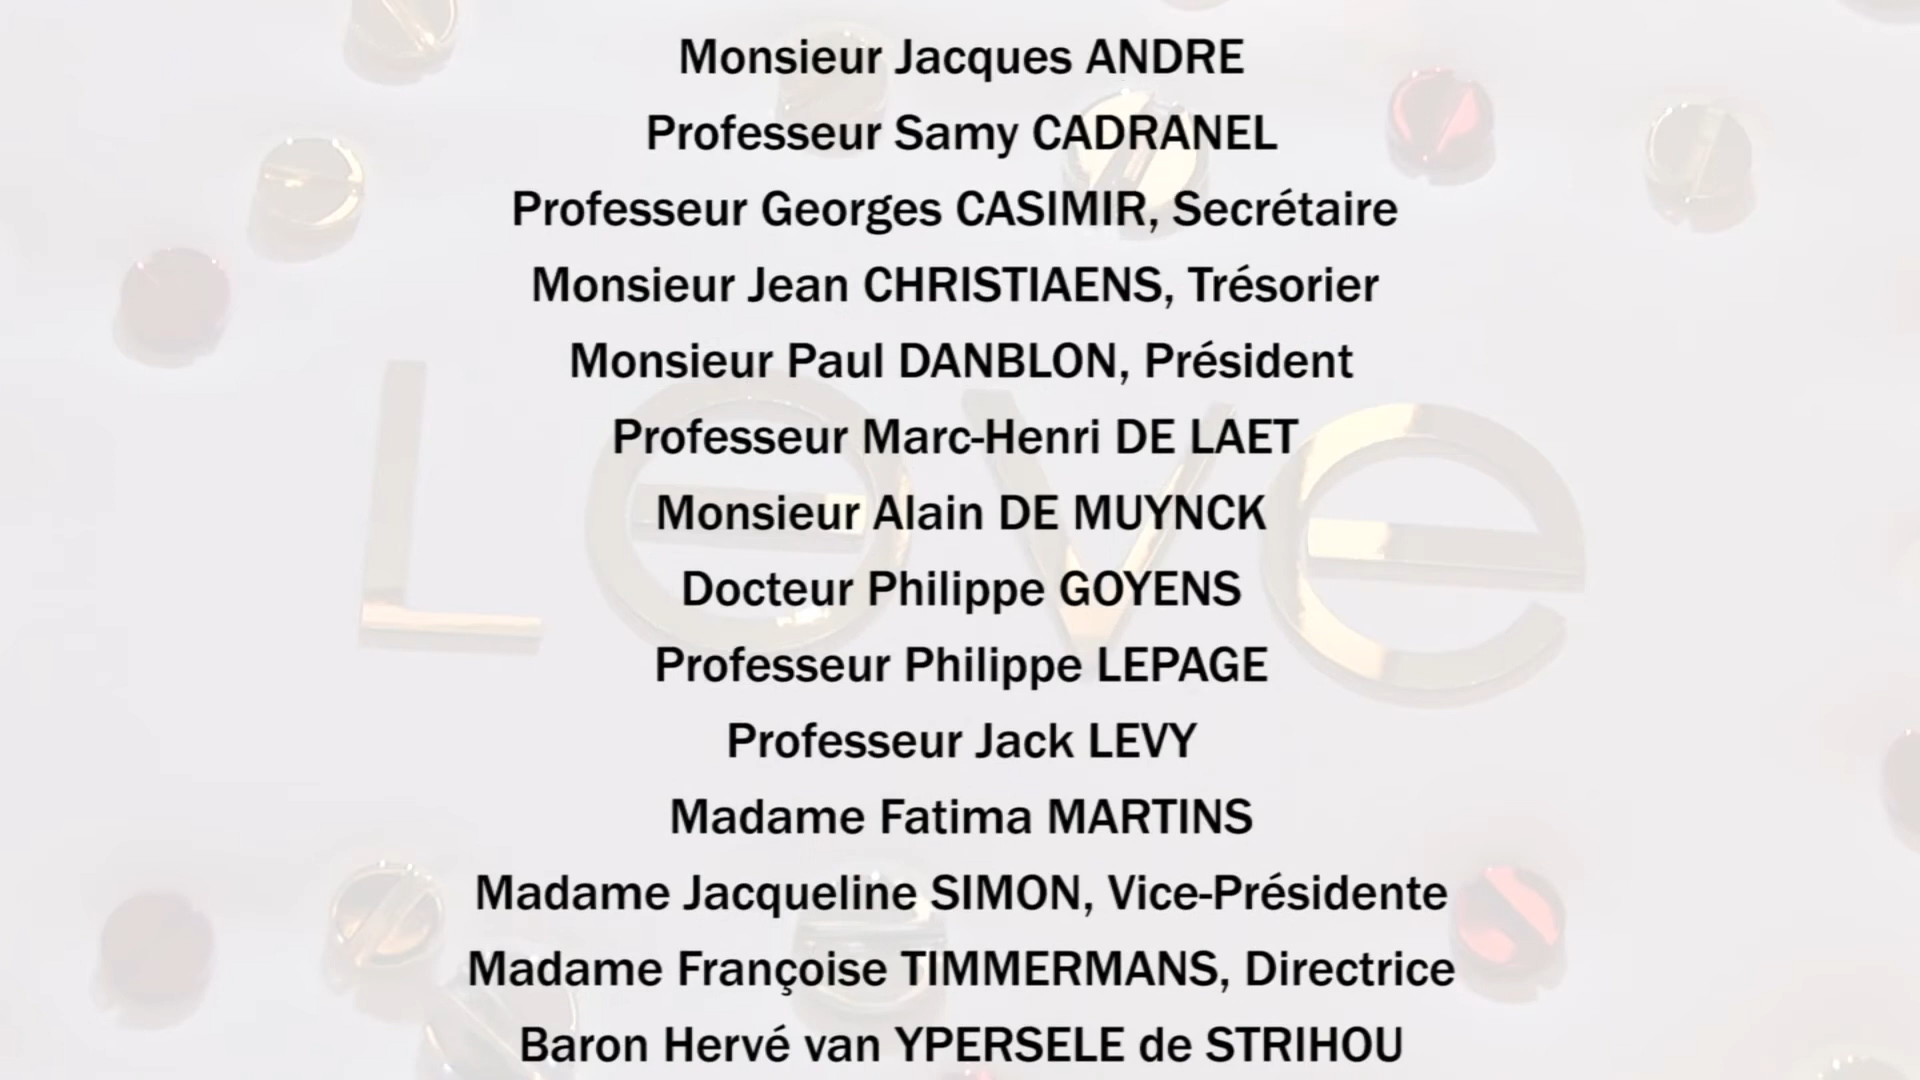 Monsieur Jacques ANDRE
Professeur Samy CADRANEL
Professeur Georges CASIMIR, Secrétaire
Monsieur Jean CHRISTIAENS, Trésorier
Monsieur Paul DANBLON, Président
Professeur Marc-Henri DE LAET
Monsieur Alain DE MUYNCK
Docteur Philippe GOYENS
Professeur Philippe LEPAGE
Professeur Jack LEVY
Madame Fatima MARTINS
Madame Jacqueline SIMON, Vice-Présidente
Madame Françoise TIMMERMANS, Directrice
Baron Hervé van YPERSELE de STRIHOU
Love